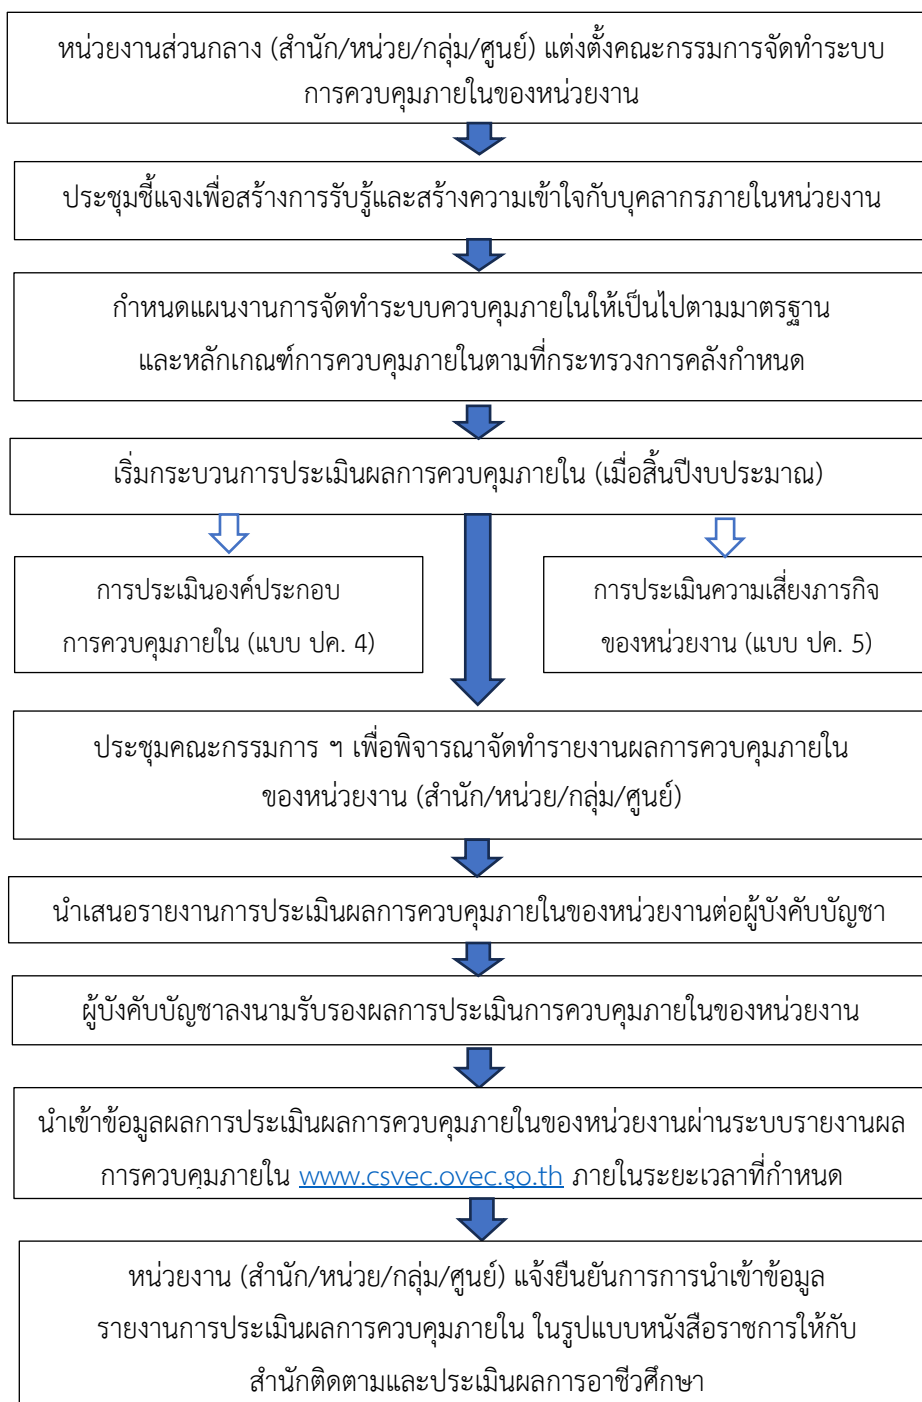 หน่วยงานส่วนกลาง (สำนัก/หน่วย/กลุ่ม/ศูนย์) แต่งตั้งคณะกรรมการจัดทำระบบ
การควบคุมภายในของหน่วยงาน
ประชุมชี้แจงเพื่อสร้างการรับรู้และสร้างความเข้าใจกับบุคลากรภายในหน่วยงาน
กำหนดแผนงานการจัดทำระบบควบคุมภายในให้เป็นไปตามมาตรฐาน
และหลักเกณฑ์การควบคุมภายในตามที่กระทรวงการคลังกำหนด
เริ่มกระบวนการประเมินผลการควบคุมภายใน (เมื่อสิ้นปีงบประมาณ)
การประเมินองค์ประกอบ
การควบคุมภายใน (แบบ ปค. 4)
การประเมินความเสี่ยงภารกิจ
ของหน่วยงาน (แบบ ปค. 5)
ประชุมคณะกรรมการ ฯ เพื่อพิจารณาจัดทำรายงานผลการควบคุมภายใน
ของหน่วยงาน (สำนัก/หน่วย/กลุ่ม/ศูนย์)
นำเสนอรายงานการประเมินผลการควบคุมภายในของหน่วยงานต่อผู้บังคับบัญชา
ผู้บังคับบัญชาลงนามรับรองผลการประเมินการควบคุมภายในของหน่วยงาน
นำเข้าข้อมูลผลการประเมินผลการควบคุมภายในของหน่วยงานผ่านระบบรายงานผล
การควบคุมภายใน www.csvec.ovec.go.th ภายในระยะเวลาที่กำหนด
หน่วยงาน (สำนัก/หน่วย/กลุ่ม/ศูนย์) แจ้งยืนยันการการนำเข้าข้อมูล
รายงานการประเมินผลการควบคุมภายใน ในรูปแบบหนังสือราชการให้กับ
สำนักติดตามและประเมินผลการอาชีวศึกษา